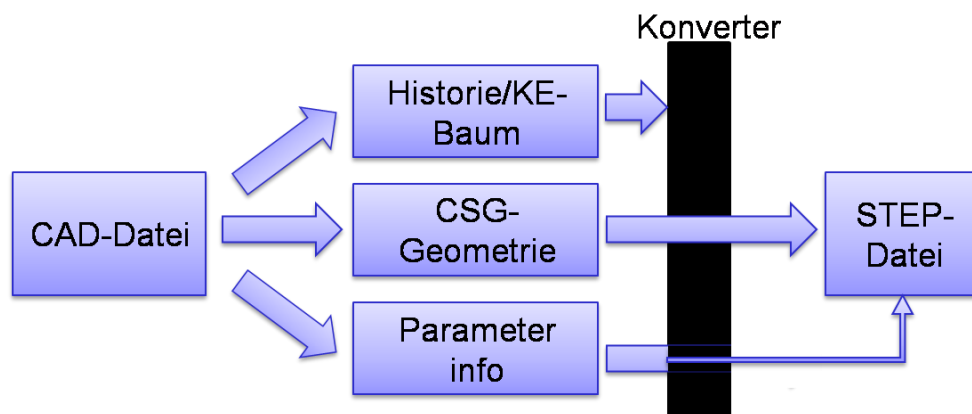 Konverter
Historie/KE-
Baum
CAD-Datei
CSG-
Geometrie
STEP-
Datei
Parameter
info